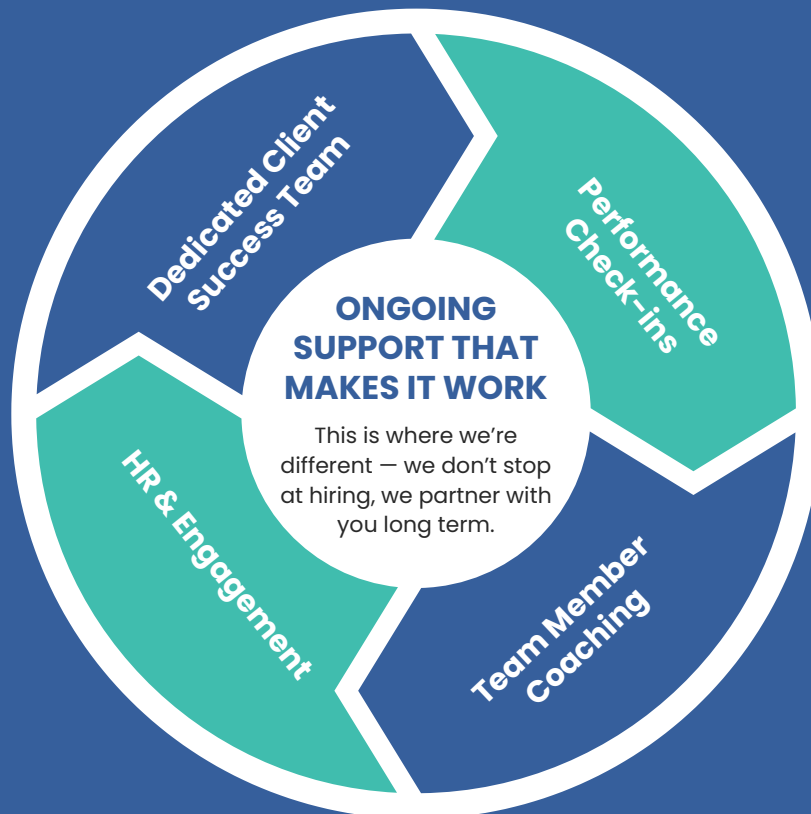 Dedicated Client
Success Team
Performance
Check-ins
ONGOING
SUPPORT THAT
MAKES IT WORK
This is where we’re
different — we don’t stop
at hiring, we partner with
you long term.
HR & Engagement
Team Member
Coaching